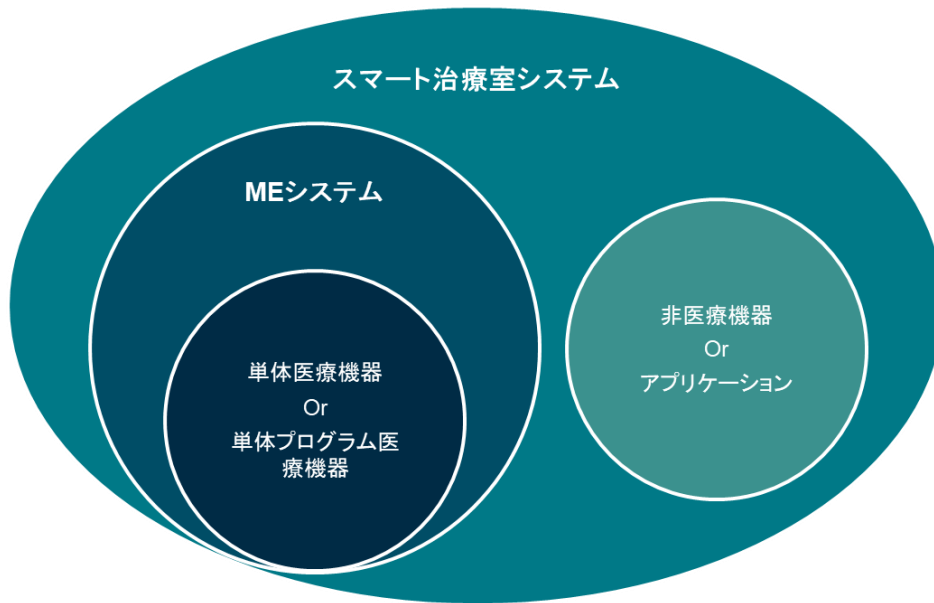 スマート治療室システム
MEシステム
単体医療機器
Or
単体プログラム医
療機器
非医療機器
Or
アプリケーション